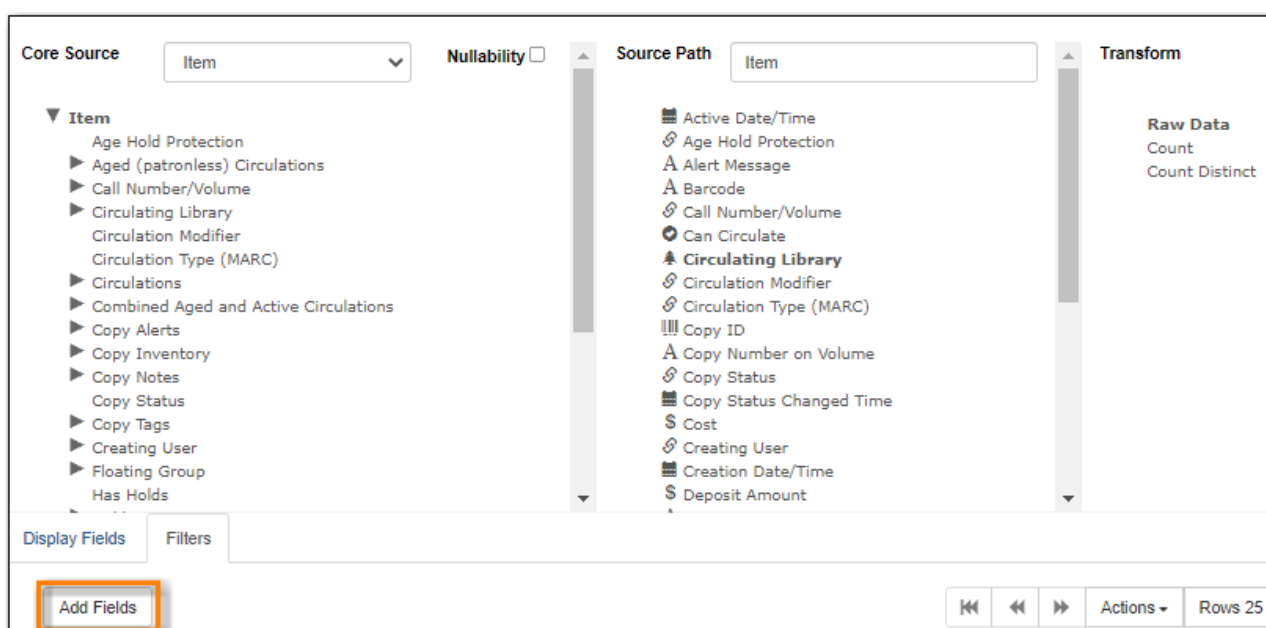 Core Source
Item
Nullability
Item
Age Hold Protection
Aged (patronless) Circulations
Call Number/Volume
Circulating Library
Circulation Modifier
Circulation Type (MARC)
Circulations
Combined Aged and Active Circulations
Copy Alerts
Copy Inventory
Copy Notes
Copy Status
Copy Tags
Creating User
Floating Group
Has Holds
Source Path
Item
Active Date/Time
Age Hold Protection
Alert Message
Barcode
Call Number/Volume
Can Circulate
Circulating Library
Circulation Modifier
Circulation Type (MARC)
Copy ID
Copy Number on Volume
Copy Status
Copy Status Changed Time
Cost
Creating User
Creation Date/Time
Deposit Amount
Transform
Raw Data
Count
Count Distinct
Display Fields
Filters
Add Fields
Actions
Rows 25